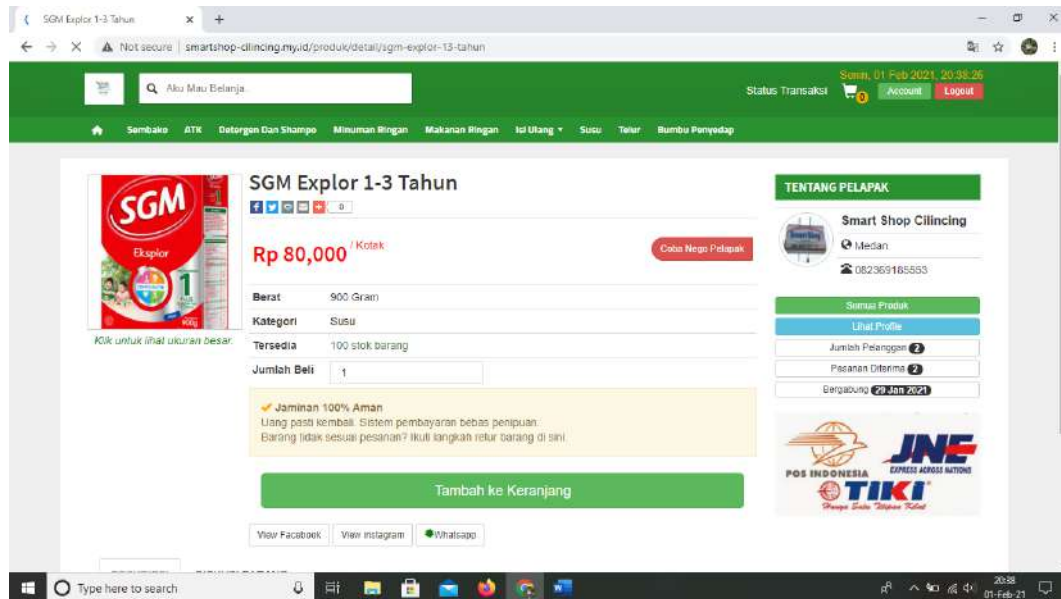 SGM Explor 1-3 Tahun
Not secure | smartshop-cilincing.my.id/produk/detail/sgm-explor-13-tahun
Aku Mau Belanja..
Status Transaksi
Senin, 01 Feb 2021, 20:38:26
0 Account Logout
Sembako ATK Detergen Dan Shampo Minuman Ringan Makanan Ringan Isi Ulang Susu Telur Bumbu Penyedap
SGM
Eksplor
1
900g
Klik untuk lihat ukuran besar.
SGM Explor 1-3 Tahun
0
Rp 80,000 / Kotak
Coba Nego Pelapak
Berat 900 Gram
Kategori Susu
Tersedia 100 stok barang
Jumlah Beli 1
Jaminan 100% Aman
Uang pasti kembali. Sistem pembayaran bebas penipuan.
Barang tidak sesuai pesanan? Ikuti langkah retur barang di sini.
Tambah ke Keranjang
View Facebook View Instagram Whatsapp
TENTANG PELAPAK
Smart Shop Cilincing
Medan
082369185553
Semua Produk
Lihat Profile
Jumlah Pelanggan 2
Pesanan Diterima 2
Bergabung 29 Jan 2021
POS INDONESIA
JNE
EXPRESS ACROSS NATIONS
TIKI
Type here to search
20:38
01-Feb-21